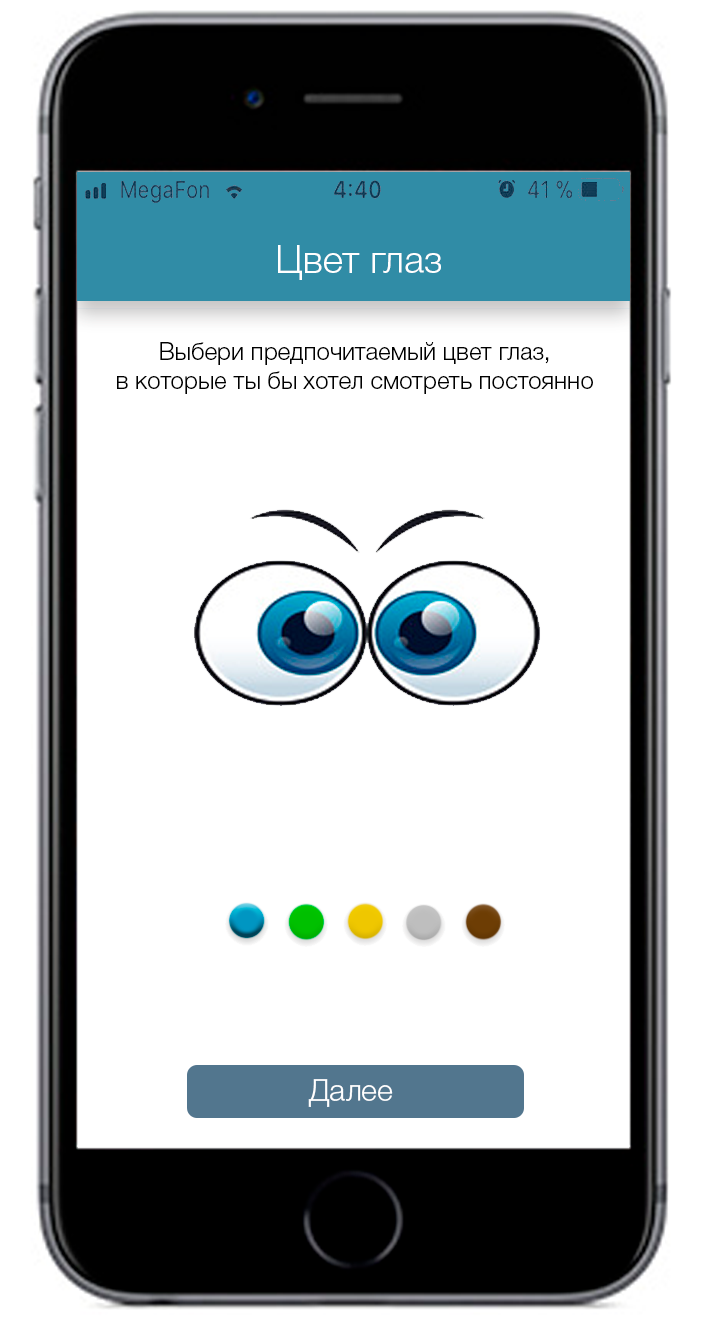 MegaFon 4:40 41 %
Цвет глаз
Выбери предпочитаемый цвет глаз,
в которые ты бы хотел смотреть постоянно
Далее